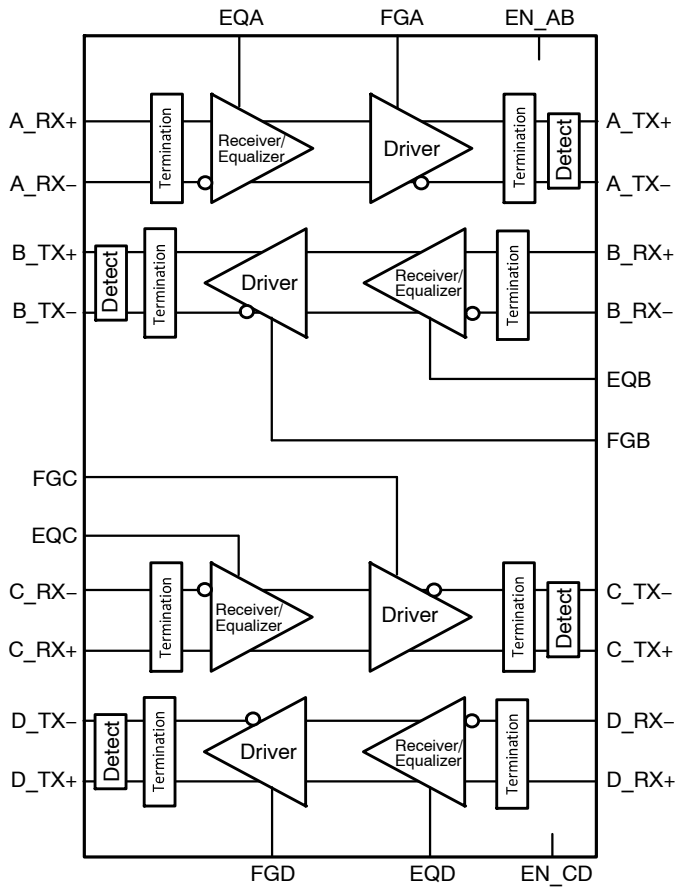 EQA FGA EN_AB
A_RX+ A_TX+
Termination
Receiver/
Equalizer
Driver
Termination
Detect
A_RX− A_TX−
B_TX+ B_RX+
Detect
Termination
Driver
Receiver/
Equalizer
Termination
B_TX− B_RX−
EQB
FGB
FGC
EQC
C_RX− C_TX−
Termination
Receiver/
Equalizer
Driver
Termination
Detect
C_RX+ C_TX+
D_TX− D_RX−
Detect
Termination
Driver
Receiver/
Equalizer
Termination
D_TX+ D_RX+
FGD EQD EN_CD